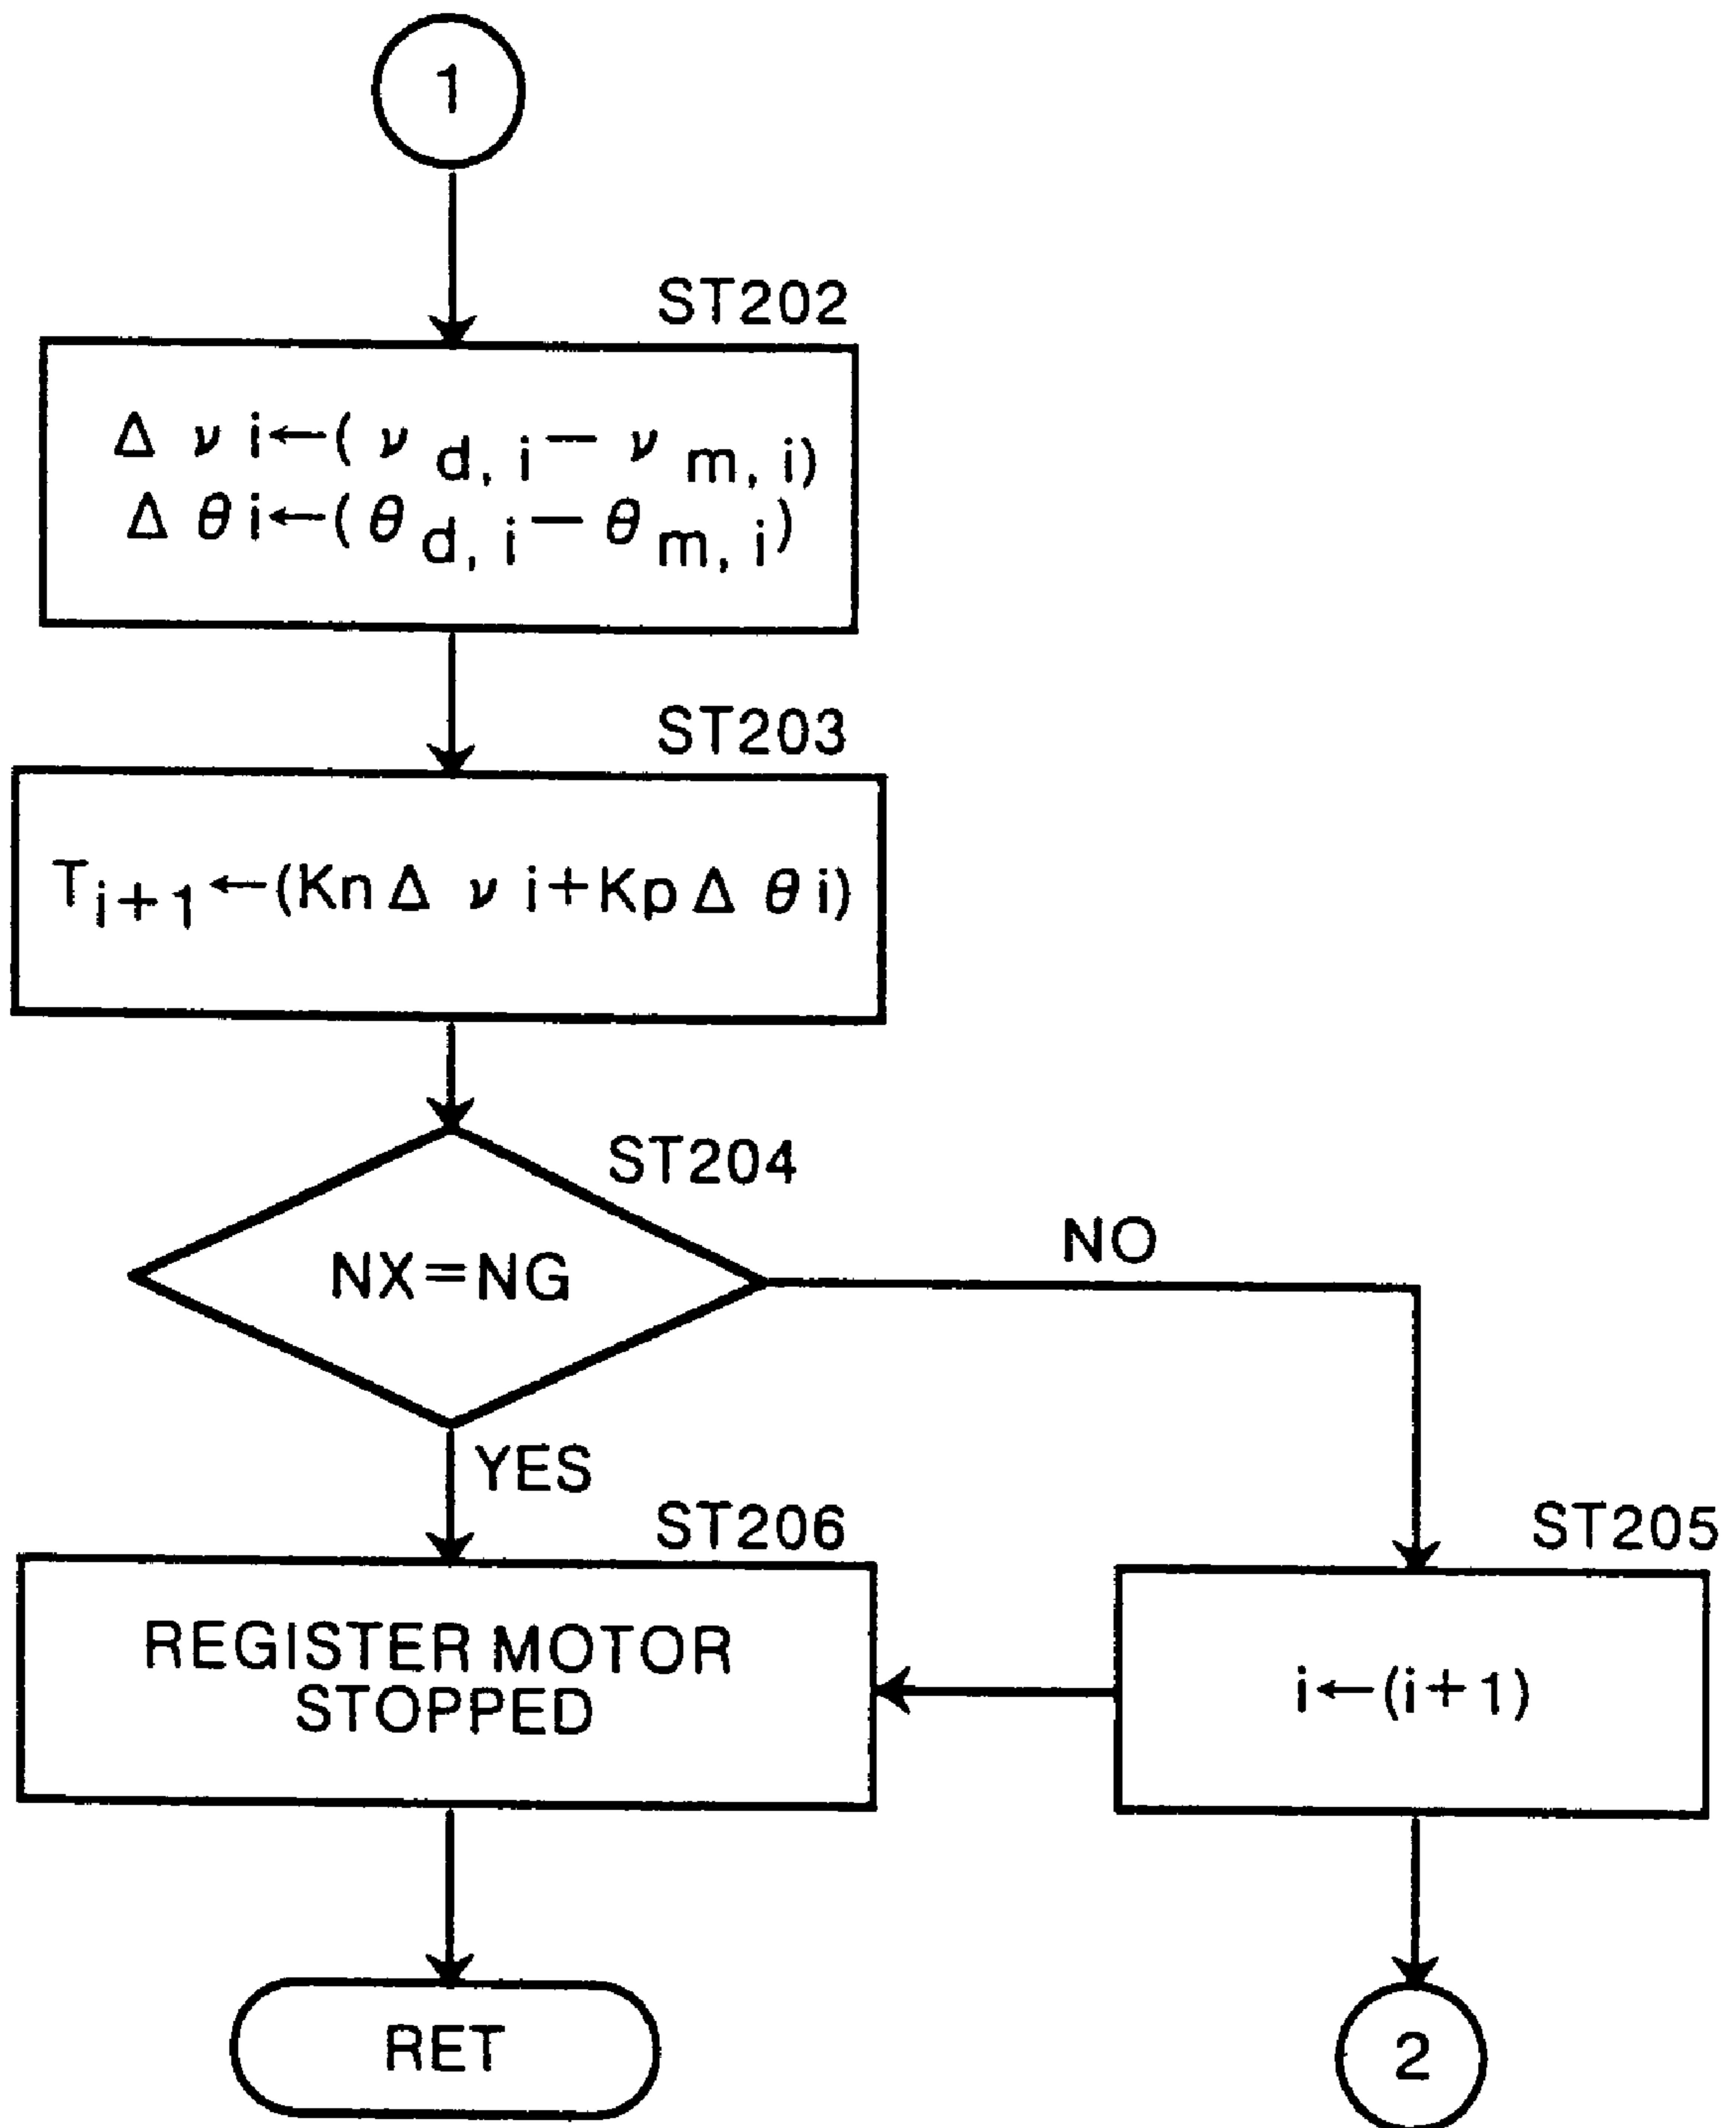 1
ST202
Δ ν i←( ν d, i− ν m, i)
Δ θ i←( θ d, i− θ m, i)
ST203
T i+1←(Kn Δ ν i+Kp Δ θ i)
ST204
NX=NG
NO
YES
ST206
ST205
REGISTER MOTOR
STOPPED
i←(i+1)
RET
2